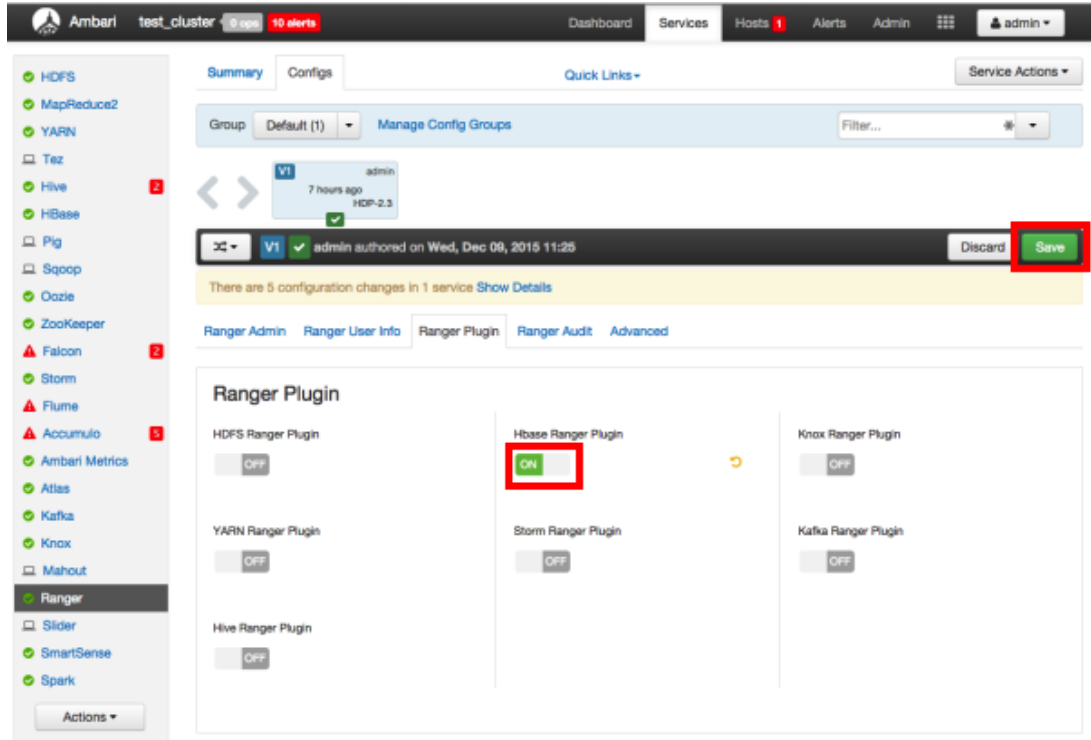 Ambari test_cluster 0 ops 10 alerts Dashboard Services Hosts 1 Alerts Admin admin
HDFS
MapReduce2
YARN
Tez
Hive 2
HBase
Pig
Sqoop
Oozie
ZooKeeper
Falcon 2
Storm
Flume
Accumulo 5
Ambari Metrics
Atlas
Kafka
Knox
Mahout
Ranger
Slider
SmartSense
Spark
Actions
Summary Configs Quick Links Service Actions
Group Default (1) Manage Config Groups Filter...
V1 admin
7 hours ago
HDP-2.3
V1 admin authored on Wed, Dec 09, 2015 11:25 Discard Save
There are 5 configuration changes in 1 service Show Details
Ranger Admin Ranger User Info Ranger Plugin Ranger Audit Advanced
Ranger Plugin
HDFS Ranger Plugin Hbase Ranger Plugin Knox Ranger Plugin
OFF ON OFF
YARN Ranger Plugin Storm Ranger Plugin Kafka Ranger Plugin
OFF OFF OFF
Hive Ranger Plugin
OFF